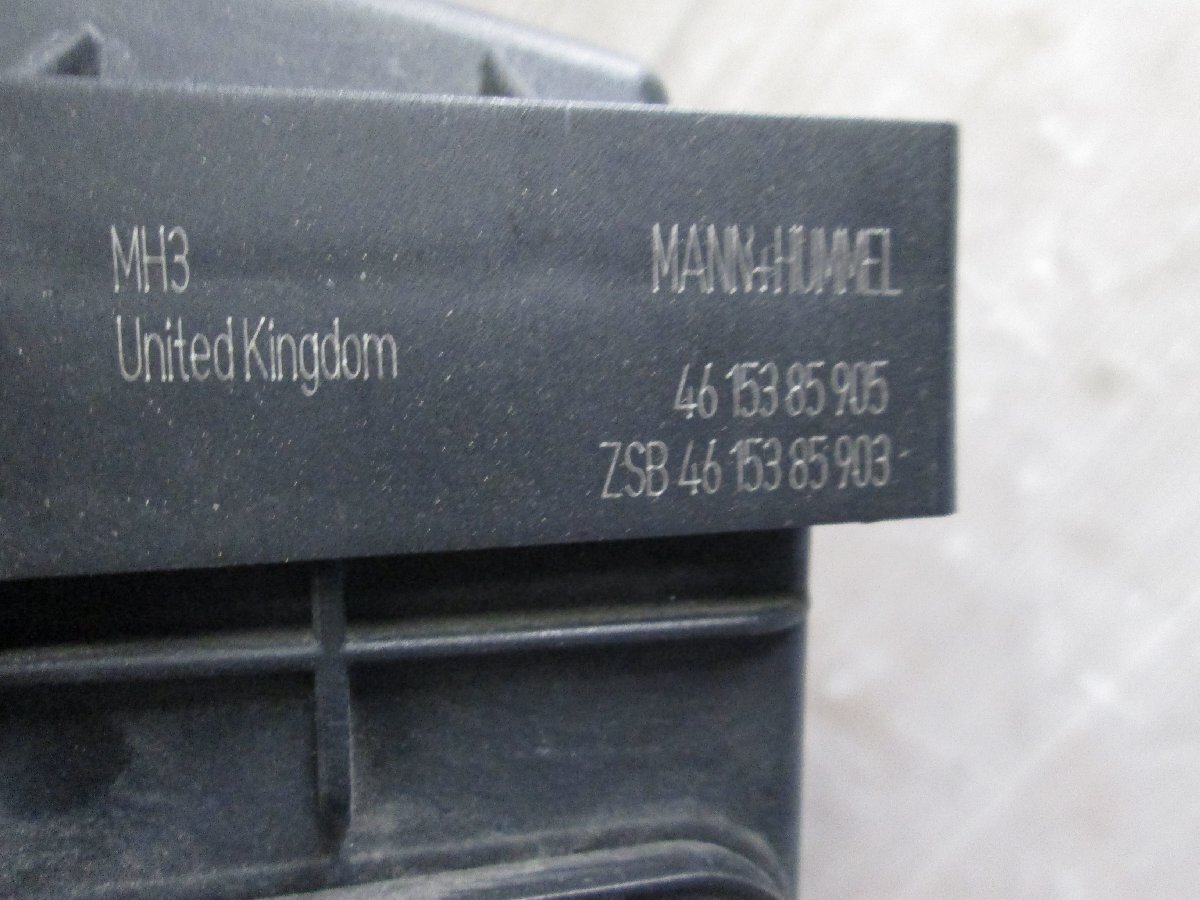 MH3
United Kingdom
MANN+HUMMEL
46 153 85 905
ZSB 46 153 85 903